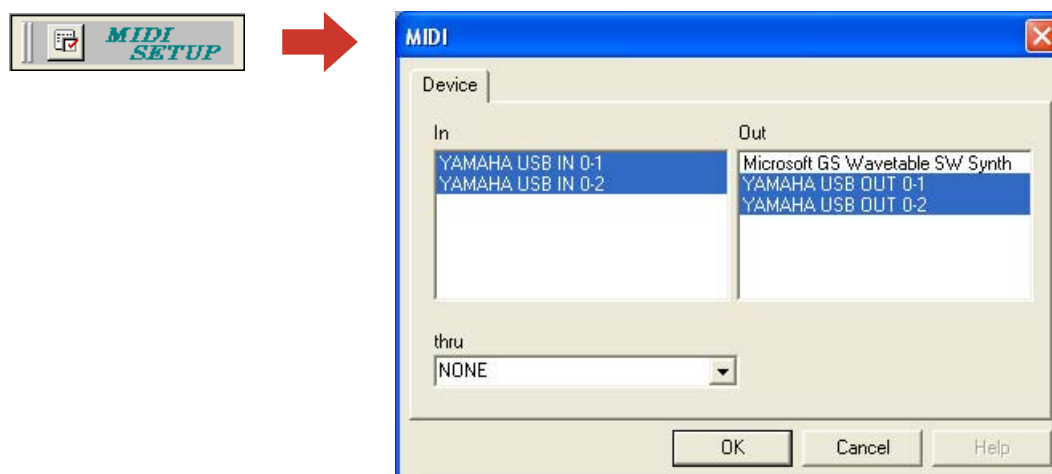 MIDI
SETUP
MIDI
Device
In
Out
YAMAHA USB IN 0-1
YAMAHA USB IN 0-2
Microsoft GS Wavetable SW Synth
YAMAHA USB OUT 0-1
YAMAHA USB OUT 0-2
thru
NONE
OK
Cancel
Help